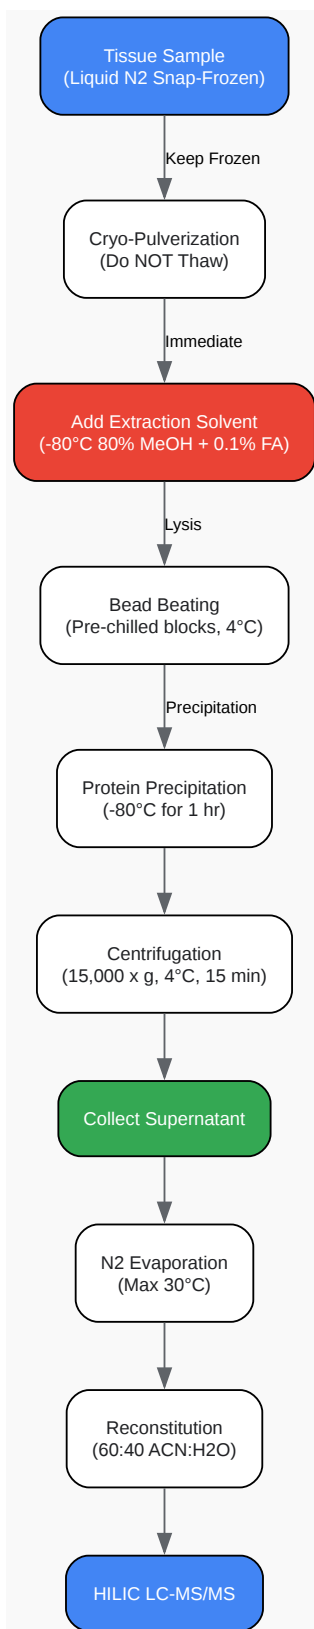 Tissue Sample
(Liquid N2 Snap-Frozen)
Keep Frozen
Cryo-Pulverization
(Do NOT Thaw)
Immediate
Add Extraction Solvent
(-80°C 80% MeOH + 0.1% FA)
Lysis
Bead Beating
(Pre-chilled blocks, 4°C)
Precipitation
Protein Precipitation
(-80°C for 1 hr)
Centrifugation
(15,000 x g, 4°C, 15 min)
Collect Supernatant
N2 Evaporation
(Max 30°C)
Reconstitution
(60:40 ACN:H2O)
HILIC LC-MS/MS